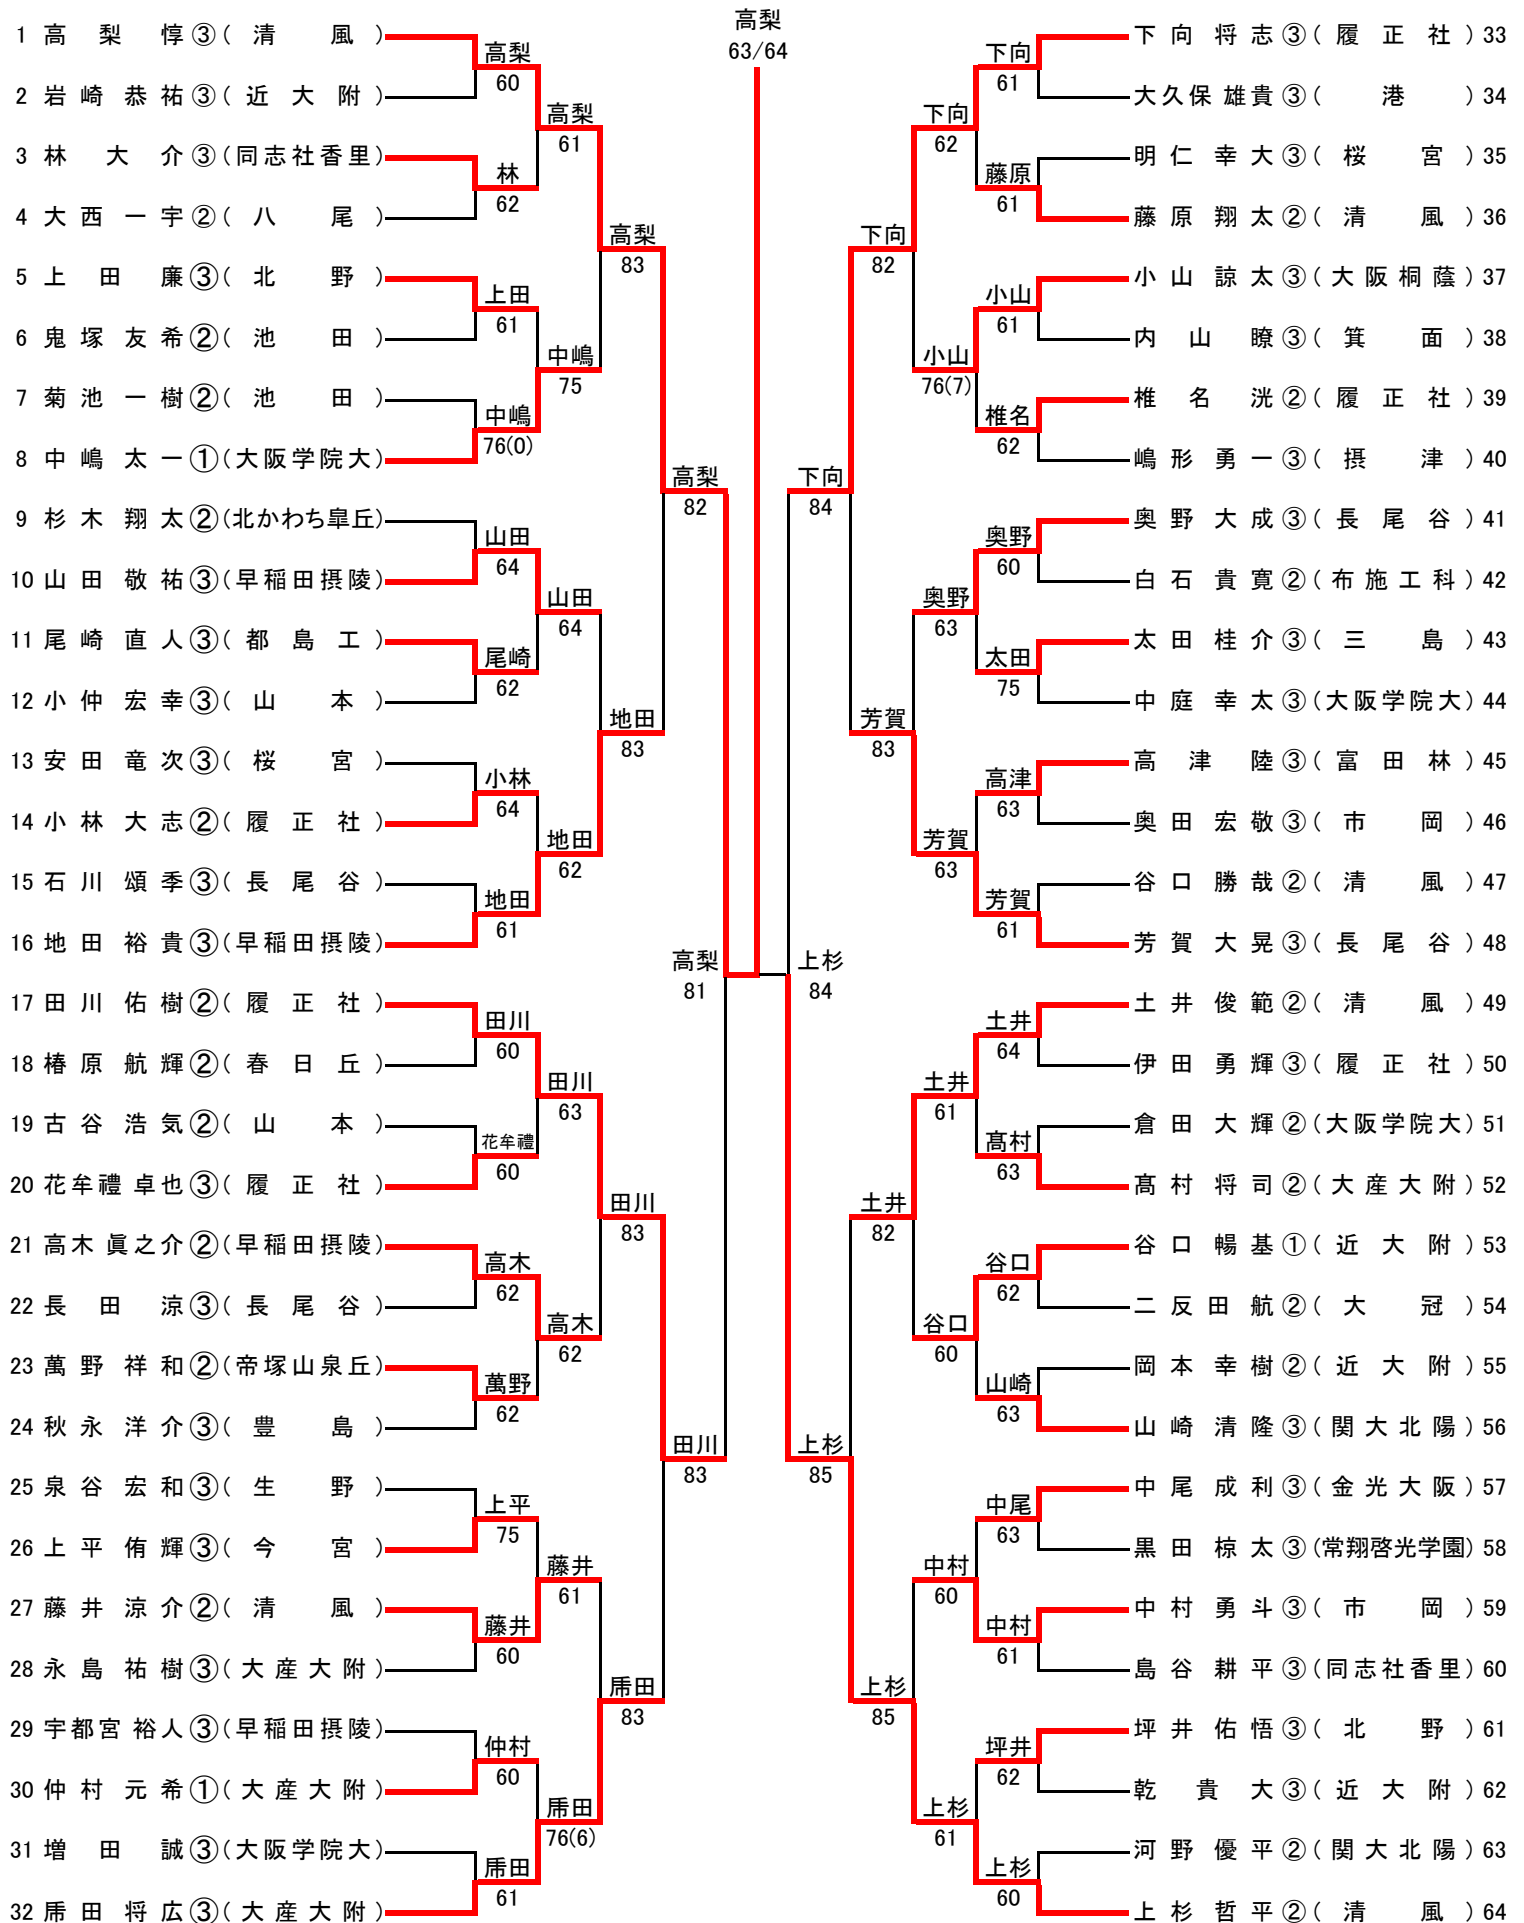 高梨
63/64
1 高梨惇③(清風)
2 岩崎恭祐③(近大附)
3 林大介③(同志社香里)
4 大西一宇②(八尾)
5 上田廉③(北野)
6 鬼塚友希②(池田)
7 菊池一樹②(池田)
8 中嶋太一①(大阪学院大)
9 杉木翔太②(北かわち皐丘)
10 山田敬祐③(早稲田摂陵)
11 尾崎直人③(都島工)
12 小仲宏幸③(山本)
13 安田竜次③(桜宮)
14 小林大志②(履正社)
15 石川頌季③(長尾谷)
16 地田裕貴③(早稲田摂陵)
17 田川佑樹②(履正社)
18 椿原航輝②(春日丘)
19 古谷浩気②(山本)
20 花牟禮卓也③(履正社)
21 高木眞之介②(早稲田摂陵)
22 長田涼③(長尾谷)
23 萬野祥和②(帝塚山泉丘)
24 秋永洋介③(豊島)
25 泉谷宏和③(生野)
26 上平侑輝③(今宮)
27 藤井涼介②(清風)
28 永島祐樹③(大産大附)
29 宇都宮裕人③(早稲田摂陵)
30 仲村元希①(大産大附)
31 増田誠③(大阪学院大)
32 乕田将広③(大産大附)
高梨
60
林
62
上田
61
中嶋
76(0)
山田
64
尾崎
62
小林
64
地田
61
田川
60
花牟禮
60
高木
62
萬野
62
上平
75
藤井
60
仲村
60
乕田
61
高梨
61
中嶋
75
山田
64
地田
62
田川
63
高木
62
藤井
61
乕田
76(6)
高梨
83
地田
83
田川
83
乕田
83
高梨
82
田川
83
高梨
81
上杉
84
下向
84
上杉
85
下向
82
芳賀
83
土井
82
上杉
85
下向
62
小山
76(7)
奥野
63
芳賀
63
土井
61
谷口
60
中村
60
上杉
61
下向
61
藤原
61
小山
61
椎名
62
奥野
60
太田
75
高津
63
芳賀
61
土井
64
髙村
63
谷口
62
山崎
63
中尾
63
中村
61
坪井
62
上杉
60
下向将志③(履正社)33
大久保雄貴③(港)34
明仁幸大③(桜宮)35
藤原翔太②(清風)36
小山諒太③(大阪桐蔭)37
内山瞭③(箕面)38
椎名洸②(履正社)39
嶋形勇一③(摂津)40
奥野大成③(長尾谷)41
白石貴寛②(布施工科)42
太田桂介③(三島)43
中庭幸太③(大阪学院大)44
高津陸③(富田林)45
奥田宏敬③(市岡)46
谷口勝哉②(清風)47
芳賀大晃③(長尾谷)48
土井俊範②(清風)49
伊田勇輝③(履正社)50
倉田大輝②(大阪学院大)51
髙村将司②(大産大附)52
谷口暢基①(近大附)53
二反田航②(大冠)54
岡本幸樹②(近大附)55
山崎清隆③(関大北陽)56
中尾成利③(金光大阪)57
黒田椋太③(常翔啓光学園)58
中村勇斗③(市岡)59
島谷耕平③(同志社香里)60
坪井佑悟③(北野)61
乾貴大③(近大附)62
河野優平②(関大北陽)63
上杉哲平②(清風)64